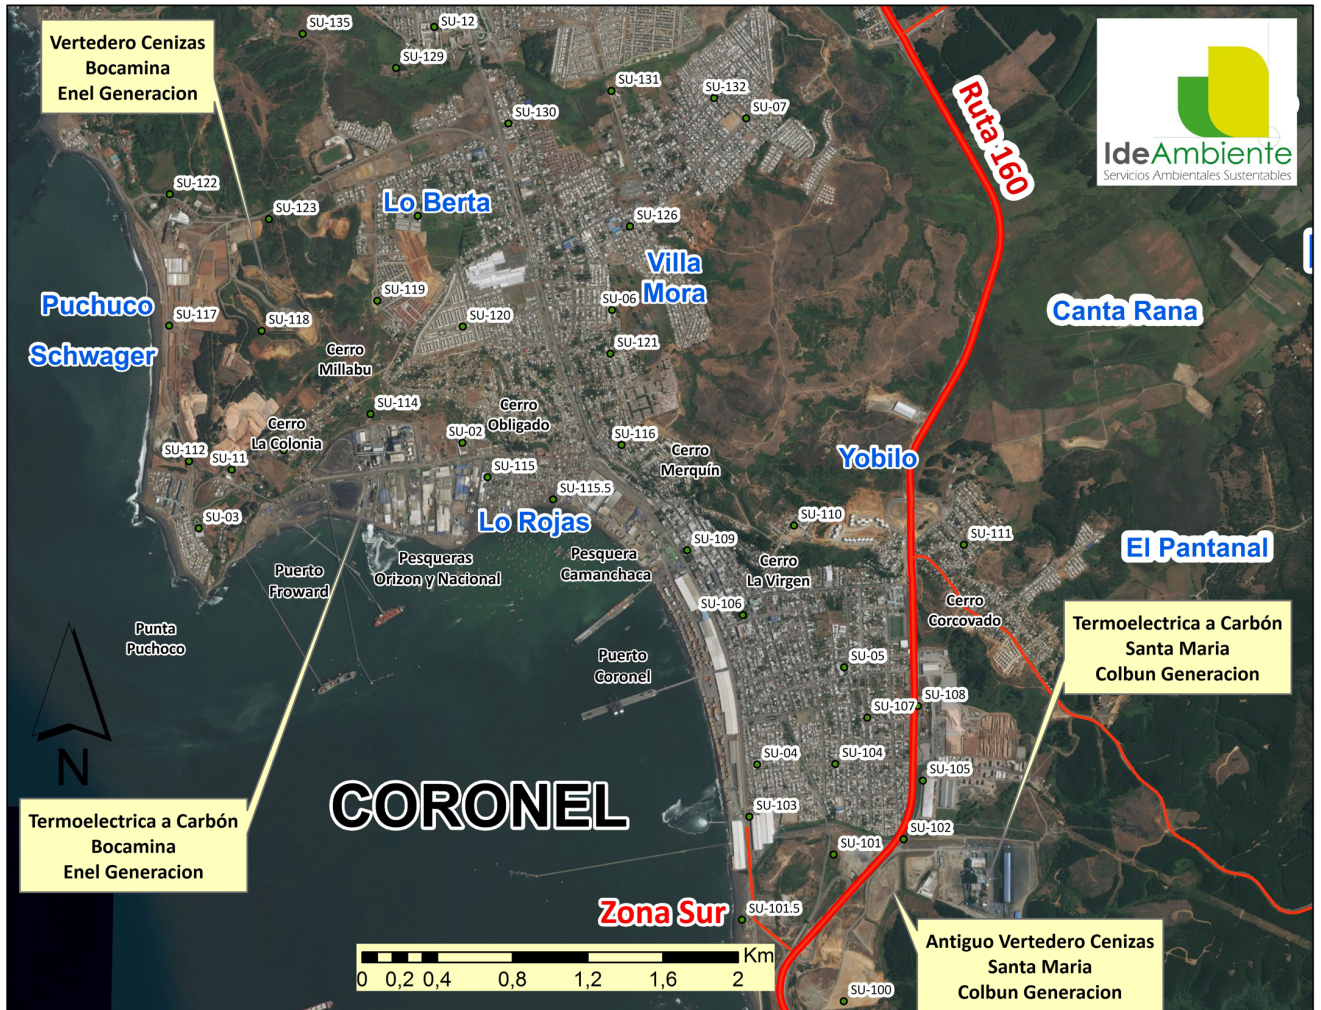 SU-135
SU-12
Vertedero Cenizas
Bocamina
Enel Generacion
SU-129
SU-131
SU-132
SU-07
SU-130
Ruta 160
IdeAmbiente
Servicios Ambientales Sustentables
SU-122
SU-123
Lo Berta
SU-126
Villa
Mora
Puchuco
Schwager
SU-117
SU-118
SU-119
SU-120
SU-06
SU-121
Canta Rana
Cerro
Millabu
SU-114
Cerro
Obligado
Cerro
La Colonia
SU-02
SU-116
Cerro
Merquín
Yobilo
SU-112
SU-11
SU-115
SU-115.5
SU-03
Lo Rojas
SU-110
SU-111
El Pantanal
SU-109
Pesqueras
Orizon y Nacional
Pesquera
Camanchaca
Cerro
La Virgen
Puerto
Froward
SU-106
Cerro
Corcovado
Punta
Puchoco
Termoelectrica a Carbón
Santa Maria
Colbun Generacion
Puerto
Coronel
SU-05
SU-107
SU-108
N
SU-04
SU-104
SU-105
CORONEL
Termoelectrica a Carbón
Bocamina
Enel Generacion
SU-103
SU-102
SU-101
Zona Sur
SU-101.5
Antiguo Vertedero Cenizas
Santa Maria
Colbun Generacion
Km
0 0,2 0,4 0,8 1,2 1,6 2
SU-100